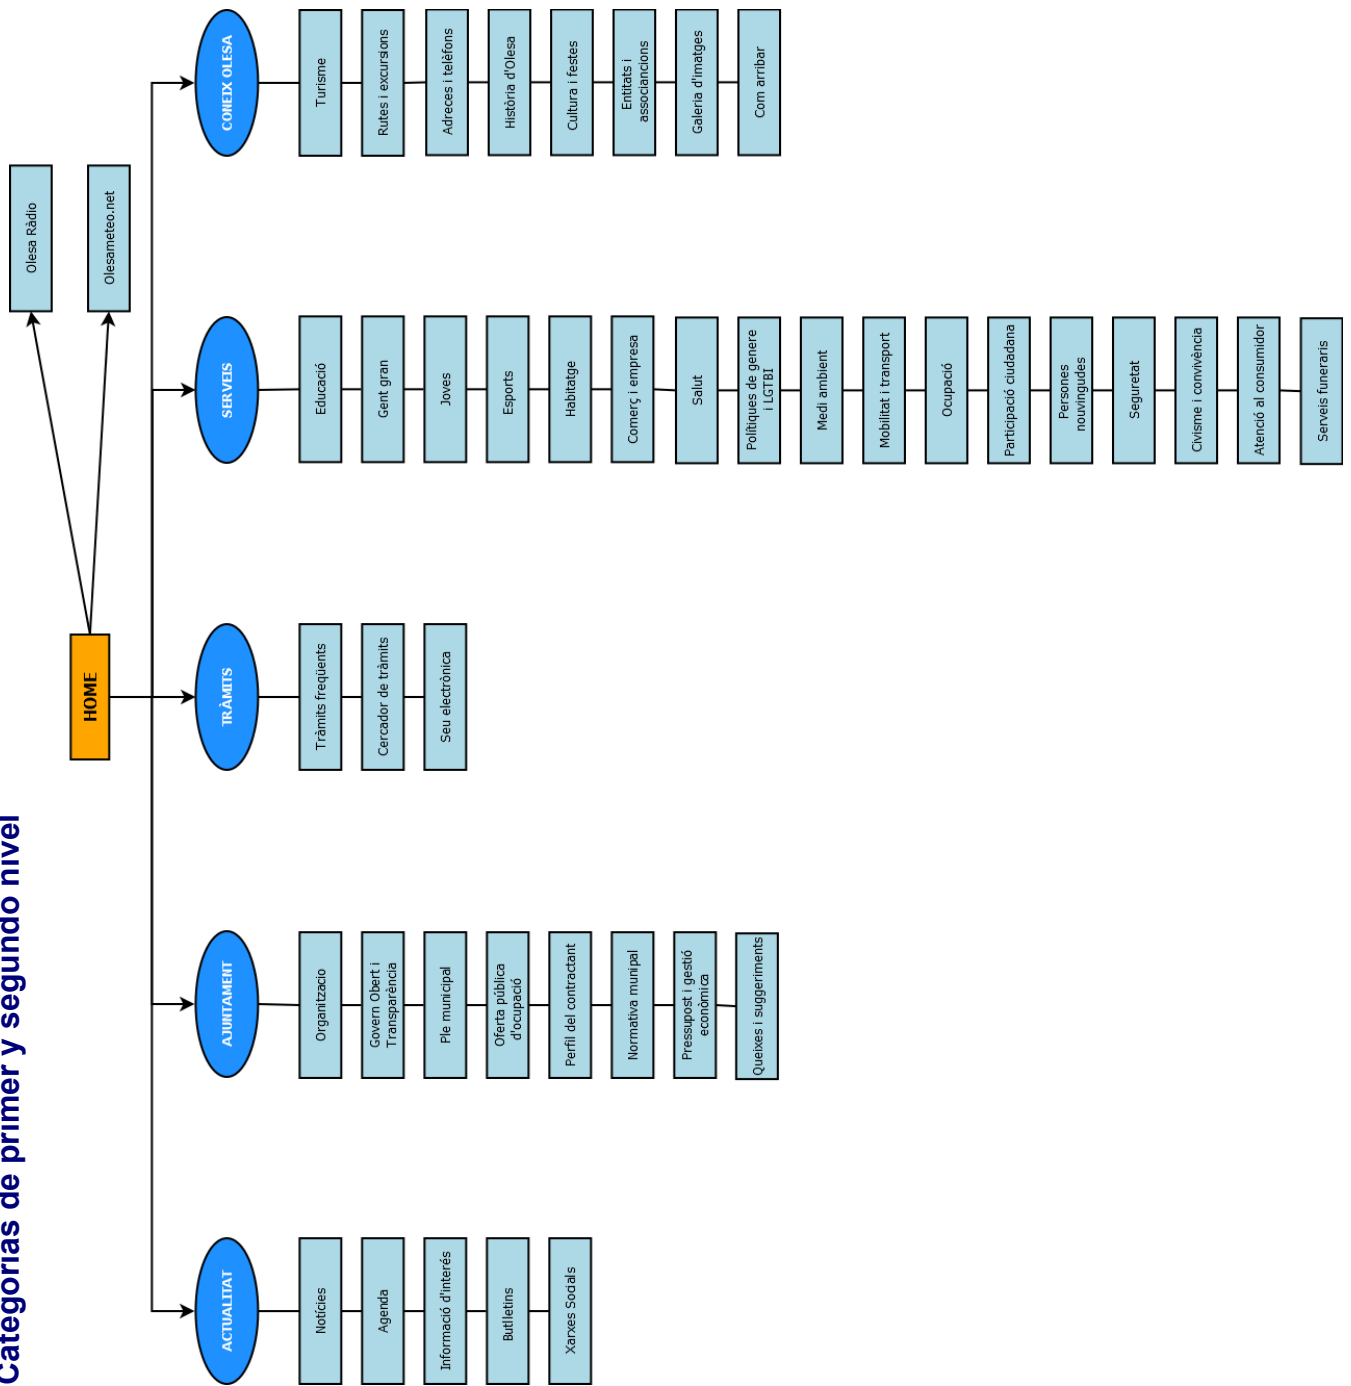 Categorias de primer y segundo nivel
Olesa Ràdio
Olesameteo.net
HOME
ACTUALITAT
Notícies
Agenda
Informació d'interés
Butlletins
Xarxes Socials
AJUNTAMENT
Organitzacio
Govern Obert i
Transparència
Ple municipal
Oferta pública
d'ocupació
Perfil del contractant
Normativa munipal
Pressupost i gestió
econòmica
Queixes i suggeriments
TRÀMITS
Tràmits freqüents
Cercador de tràmits
Seu electrònica
SERVEIS
Educació
Gent gran
Joves
Esports
Habitatge
Comerç i empresa
Salut
Polítiques de genere
i LGTBI
Medi ambient
Mobilitat i transport
Ocupació
Participació ciudadana
Persones
nouvingudes
Seguretat
Civisme i convivència
Atenció al consumidor
Serveis funeraris
CONEIX OLESA
Turisme
Rutes i excursions
Adreces i telèfons
Història d'Olesa
Cultura i festes
Entitats i
associancions
Galeria d'imatges
Com arribar